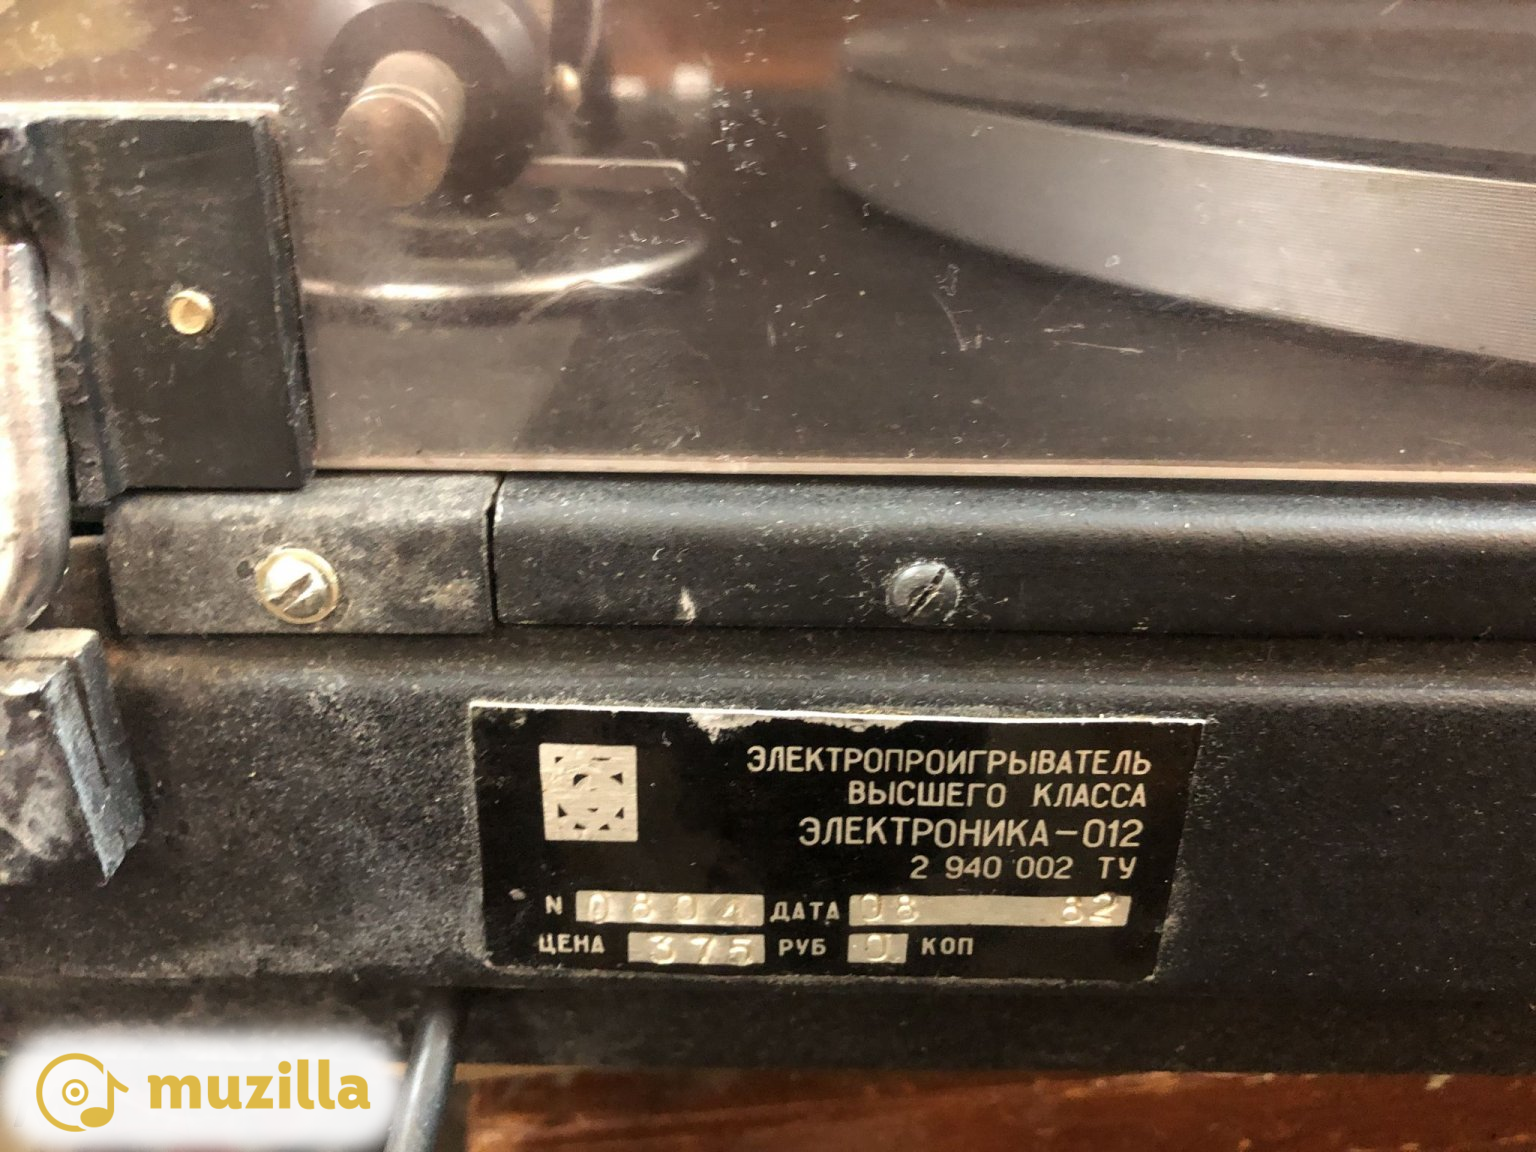 ЭЛЕКТРОПРОИГРЫВАТЕЛЬ
ВЫСШЕГО КЛАССА
ЭЛЕКТРОНИКА-012
2 940 002 ТУ
N 0804 ДАТА 08 82
ЦЕНА 375 РУБ 0 КОП
muzilla